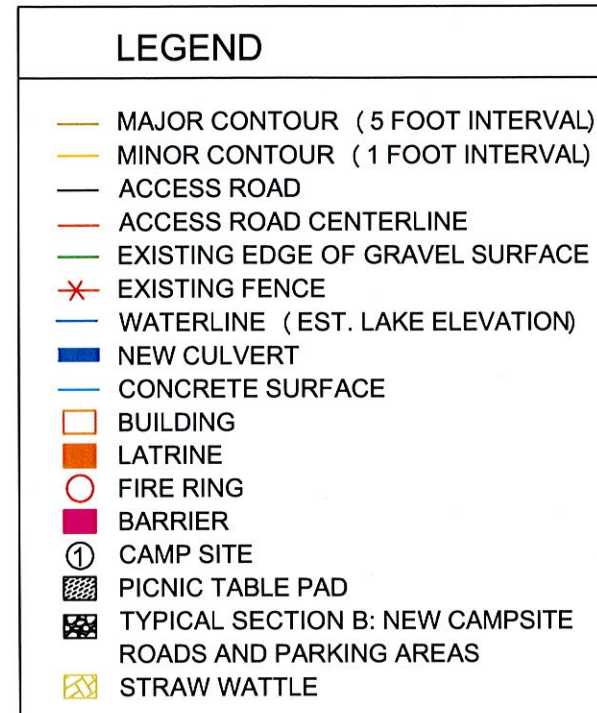 LEGEND
MAJOR CONTOUR ( 5 FOOT INTERVAL)
MINOR CONTOUR ( 1 FOOT INTERVAL)
ACCESS ROAD
ACCESS ROAD CENTERLINE
EXISTING EDGE OF GRAVEL SURFACE
EXISTING FENCE
WATERLINE ( EST. LAKE ELEVATION)
NEW CULVERT
CONCRETE SURFACE
BUILDING
LATRINE
FIRE RING
BARRIER
1 CAMP SITE
PICNIC TABLE PAD
TYPICAL SECTION B: NEW CAMPSITE
ROADS AND PARKING AREAS
STRAW WATTLE